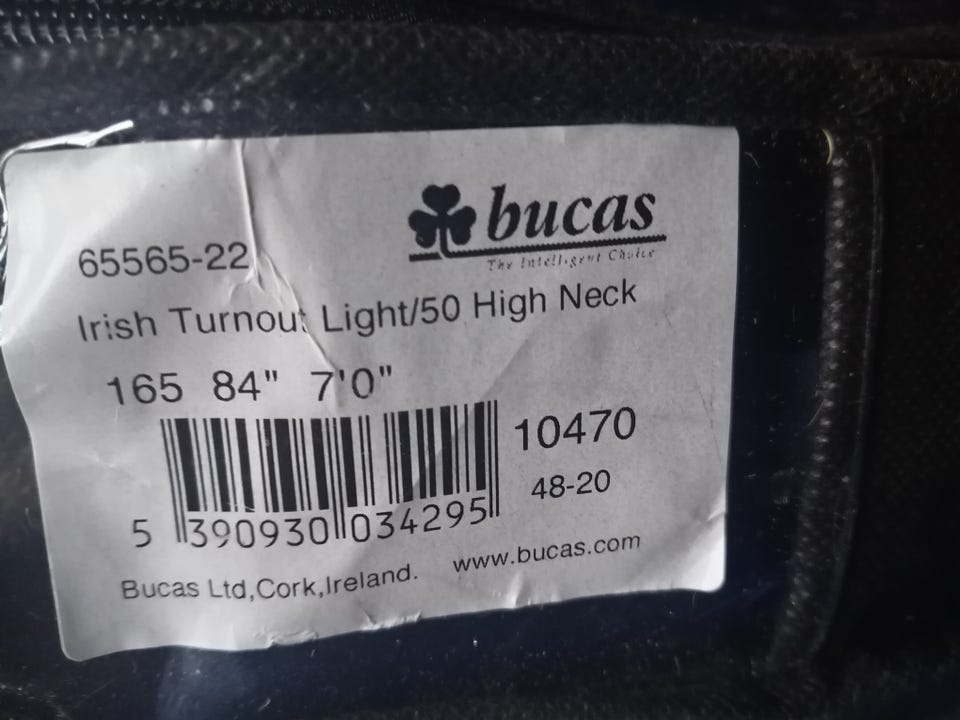 bucas
The Intelligent Choice
65565-22
Irish Turnout Light/50 High Neck
165 84" 7'0"
10470
48-20
5 390930 034295
Bucas Ltd,Cork,Ireland. www.bucas.com